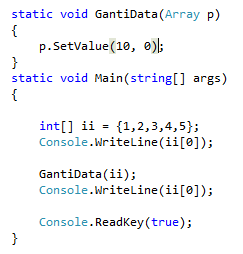 static void GantiData(Array p)
{
    p.SetValue(10, 0);
}
static void Main(string[] args)
{
    int[] ii = {1,2,3,4,5};
    Console.WriteLine(ii[0]);
    GantiData(ii);
    Console.WriteLine(ii[0]);
    Console.ReadKey(true);
}